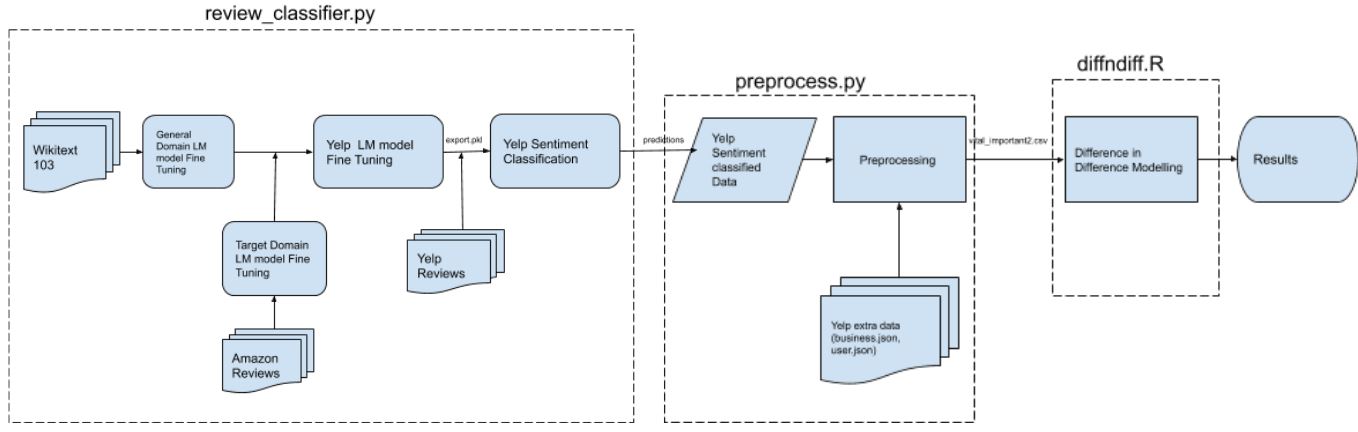 review_classifier.py
Wikitext
103
General
Domain LM
model Fine
Tuning
Yelp LM model
Fine Tuning
export.pkl
Yelp Sentiment
Classification
Target Domain
LM model Fine
Tuning
Yelp
Reviews
Amazon
Reviews
predictions
preprocess.py
Yelp
Sentiment
classified
Data
Preprocessing
Yelp extra data
(business.json,
user.json)
vital_important2.csv
diffndiff.R
Difference in
Difference Modelling
Results